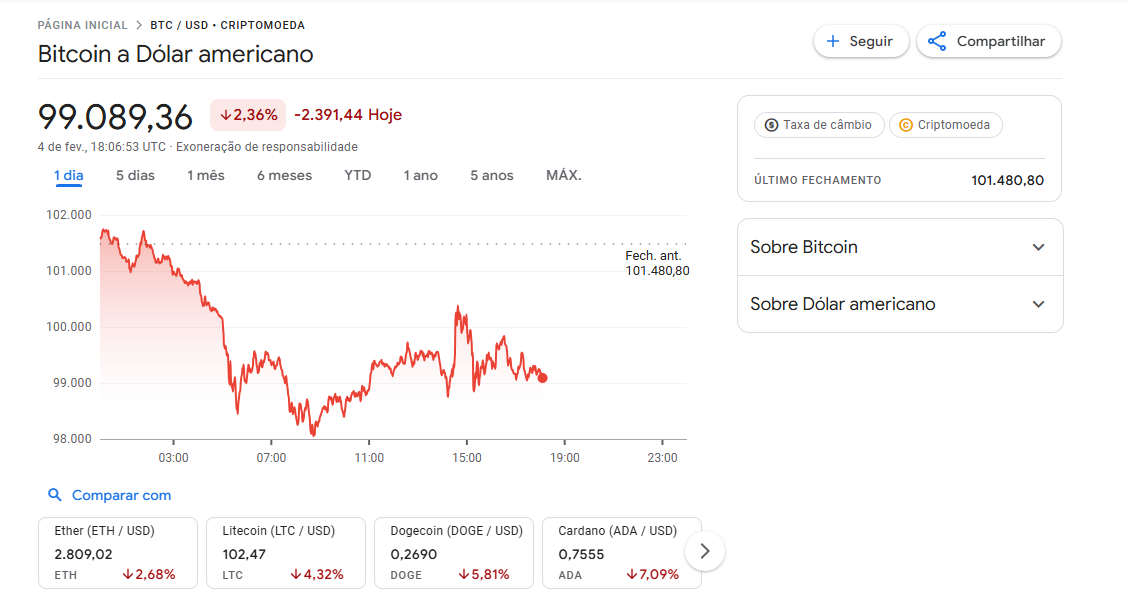 PÁGINA INICIAL > BTC / USD • CRIPTOMOEDA
Bitcoin a Dólar americano
Seguir
Compartilhar
99.089,36 ↓2,36% -2.391,44 Hoje
4 de fev., 18:06:53 UTC · Exoneração de responsabilidade
1 dia 5 dias 1 mês 6 meses YTD 1 ano 5 anos MÁX.
102.000
101.000
100.000
99.000
98.000
Fech. ant.
101.480,80
03:00 07:00 11:00 15:00 19:00 23:00
Taxa de câmbio Criptomoeda
ÚLTIMO FECHAMENTO 101.480,80
Sobre Bitcoin
Sobre Dólar americano
Comparar com
Ether (ETH / USD)
2.809,02
ETH ↓2,68%
Litecoin (LTC / USD)
102,47
LTC ↓4,32%
Dogecoin (DOGE / USD)
0,2690
DOGE ↓5,81%
Cardano (ADA / USD)
0,7555
ADA ↓7,09%